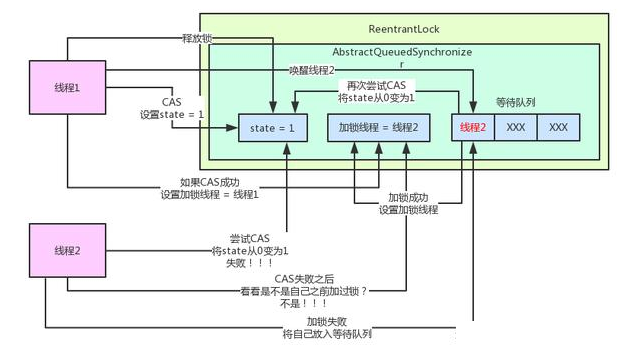 ReentrantLock
AbstractQueuedSynchronize
r
释放锁
唤醒线程2
线程1
再次尝试CAS
将state从0变为1
等待队列
CAS
设置state = 1
state = 1
加锁线程 = 线程2
线程2
XXX
XXX
如果CAS成功
设置加锁线程 = 线程1
加锁成功
设置加锁线程
线程2
尝试CAS
将state从0变为1
失败！！！
CAS失败之后
看看是不是自己之前加过锁？
不是！！！
加锁失败
将自己放入等待队列